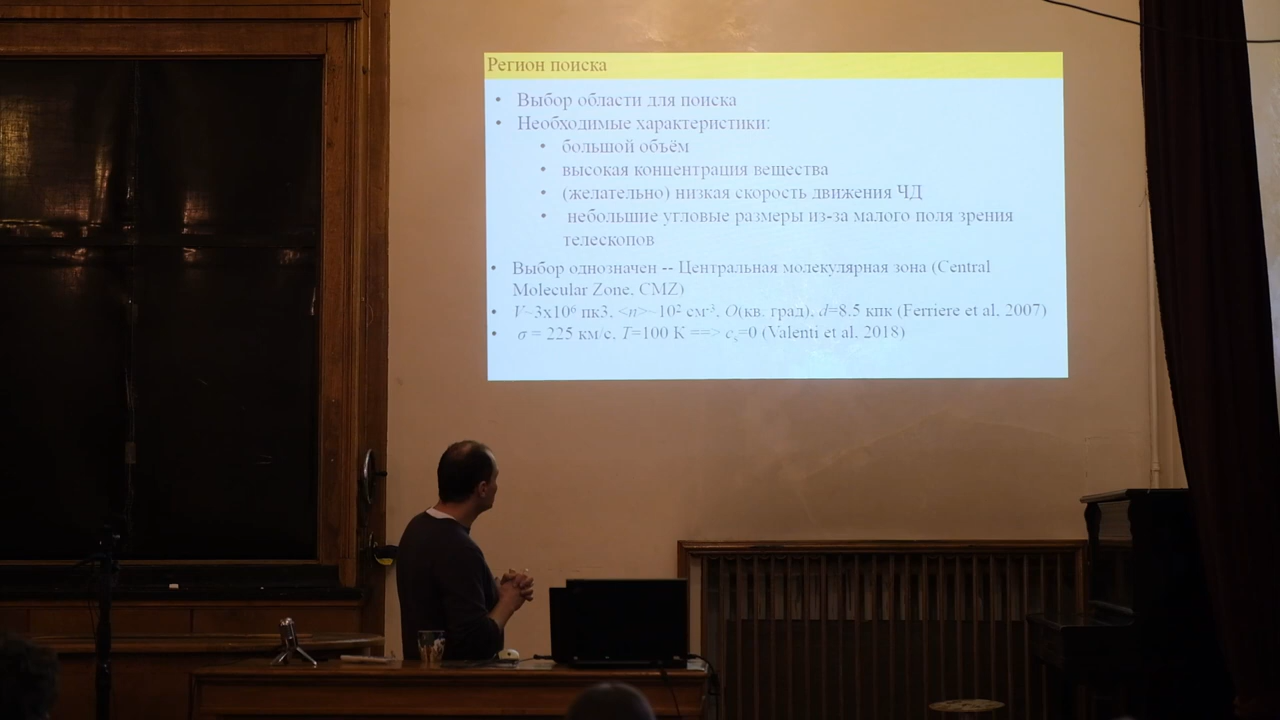 Регион поиска
• Выбор области для поиска
• Необходимые характеристики:
• большой объём
• высокая концентрация вещества
• (желательно) низкая скорость движения ЧД
• небольшие угловые размеры из-за малого поля зрения
телескопов
• Выбор однозначен -- Центральная молекулярная зона (Central
Molecular Zone, CMZ)
• V~3x10⁶ пк3, <n>~10² см⁻³, O(кв. град), d=8.5 кпк (Ferriere et al. 2007)
• σ = 225 км/с, T=100 K ==> cₛ=0 (Valenti et al. 2018)